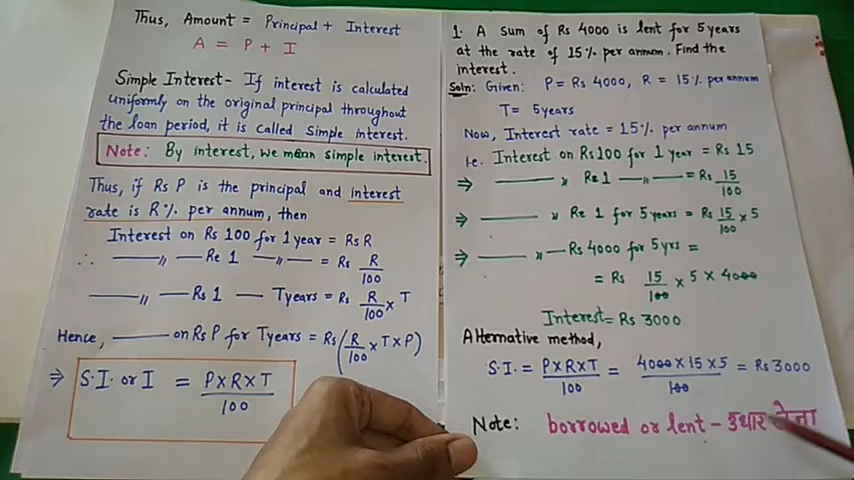 Thus, Amount = Principal + Interest
A = P + I
Simple Interest - If interest is calculated
uniformly on the original principal throughout
the loan period, it is called Simple interest.
Note: By interest, we mean simple interest.
Thus, if Rs P is the principal and interest
rate is R% per annum, then
Interest on Rs 100 for 1 year = Rs R
∴ —— 〃 —— Re 1 —— 〃 —— = Rs R/100
—— 〃 —— Rs 1 —— T years = Rs R/100 × T
Hence, —— on Rs P for T years = Rs (R/100 × T × P)
⇒ S.I. or I = P×R×T/100
1. A sum of Rs 4000 is lent for 5 years
at the rate of 15% per annum. Find the
interest.
Soln: Given: P = Rs 4000, R = 15% per annum
T = 5 years
Now, Interest rate = 15% per annum
i.e. Interest on Rs 100 for 1 year = Rs 15
⇒ —— 〃 Re 1 —— 〃 —— = Rs 15/100
⇒ —— 〃 Re 1 for 5 years = Rs 15/100 × 5
⇒ —— 〃 — Rs 4000 for 5 yrs =
= Rs 15/100 × 5 × 4000
Interest = Rs 3000
Alternative method,
S.I. = P×R×T/100 = 4000×15×5/100 = Rs 3000
Note: borrowed or lent - उधार